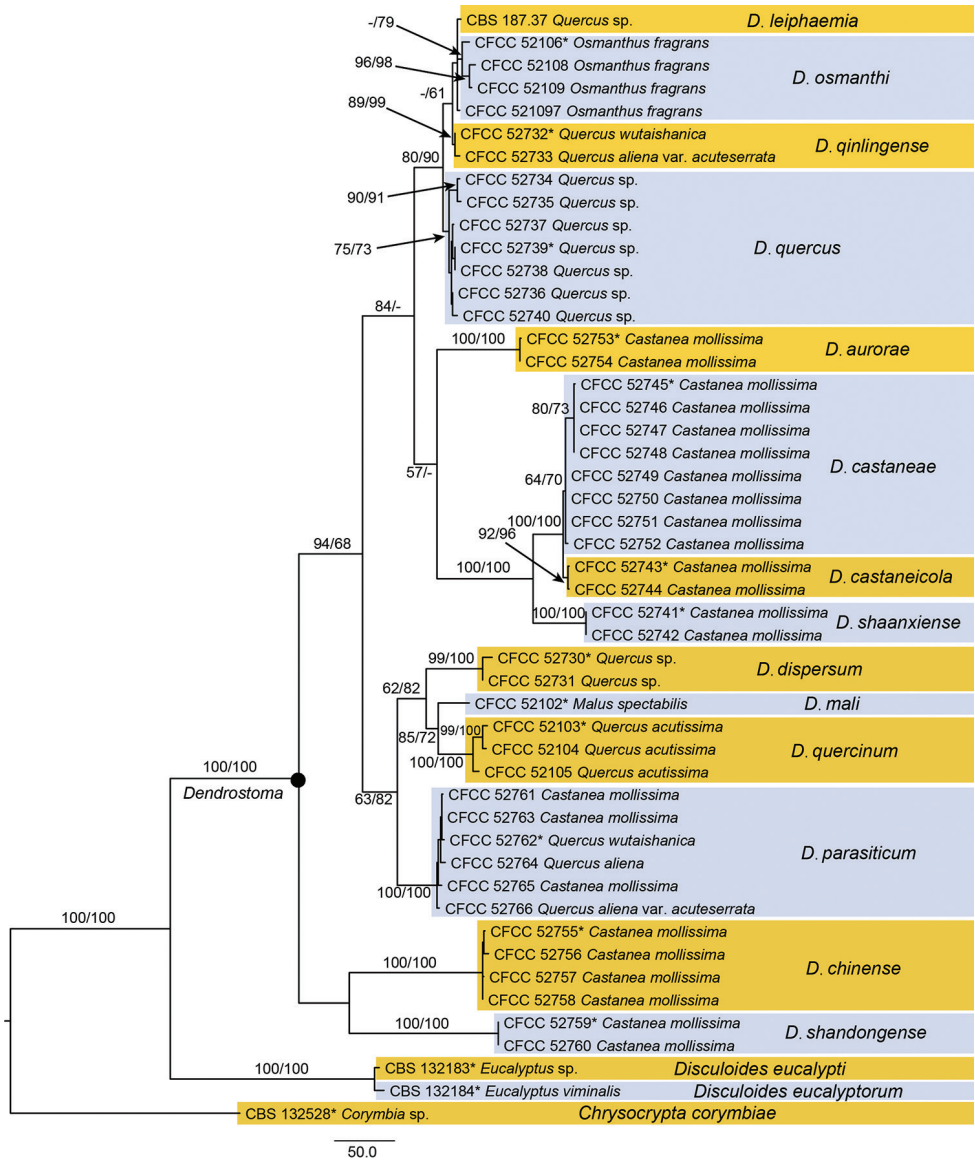 -/79
CBS 187.37 Quercus sp.
D. leiphaemia
CFCC 52106* Osmanthus fragrans
96/98
CFCC 52108 Osmanthus fragrans
D. osmanthi
CFCC 52109 Osmanthus fragrans
-/61
CFCC 521097 Osmanthus fragrans
89/99
CFCC 52732* Quercus wutaishanica
D. qinlingense
CFCC 52733 Quercus aliena var. acuteserrata
80/90
CFCC 52734 Quercus sp.
90/91
CFCC 52735 Quercus sp.
CFCC 52737 Quercus sp.
75/73
CFCC 52739* Quercus sp.
D. quercus
CFCC 52738 Quercus sp.
CFCC 52736 Quercus sp.
84/-
CFCC 52740 Quercus sp.
100/100
CFCC 52753* Castanea mollissima
D. aurorae
CFCC 52754 Castanea mollissima
CFCC 52745* Castanea mollissima
80/73
CFCC 52746 Castanea mollissima
CFCC 52747 Castanea mollissima
CFCC 52748 Castanea mollissima
D. castaneae
57/-
64/70
CFCC 52749 Castanea mollissima
CFCC 52750 Castanea mollissima
100/100
CFCC 52751 Castanea mollissima
92/96
CFCC 52752 Castanea mollissima
94/68
CFCC 52743* Castanea mollissima
D. castaneicola
100/100
CFCC 52744 Castanea mollissima
100/100
CFCC 52741* Castanea mollissima
D. shaanxiense
CFCC 52742 Castanea mollissima
99/100
CFCC 52730* Quercus sp.
D. dispersum
CFCC 52731 Quercus sp.
62/82
CFCC 52102* Malus spectabilis
D. mali
85/72
99/100
CFCC 52103* Quercus acutissima
D. quercinum
CFCC 52104 Quercus acutissima
100/100
CFCC 52105 Quercus acutissima
100/100
Dendrostoma
63/82
CFCC 52761 Castanea mollissima
CFCC 52763 Castanea mollissima
CFCC 52762* Quercus wutaishanica
D. parasiticum
CFCC 52764 Quercus aliena
100/100
CFCC 52765 Castanea mollissima
CFCC 52766 Quercus aliena var. acuteserrata
100/100
CFCC 52755* Castanea mollissima
CFCC 52756 Castanea mollissima
100/100
D. chinense
CFCC 52757 Castanea mollissima
CFCC 52758 Castanea mollissima
100/100
CFCC 52759* Castanea mollissima
D. shandongense
CFCC 52760 Castanea mollissima
100/100
CBS 132183* Eucalyptus sp.
Disculoides eucalypti
CBS 132184* Eucalyptus viminalis
Disculoides eucalyptorum
CBS 132528* Corymbia sp.
Chrysocrypta corymbiae
50.0